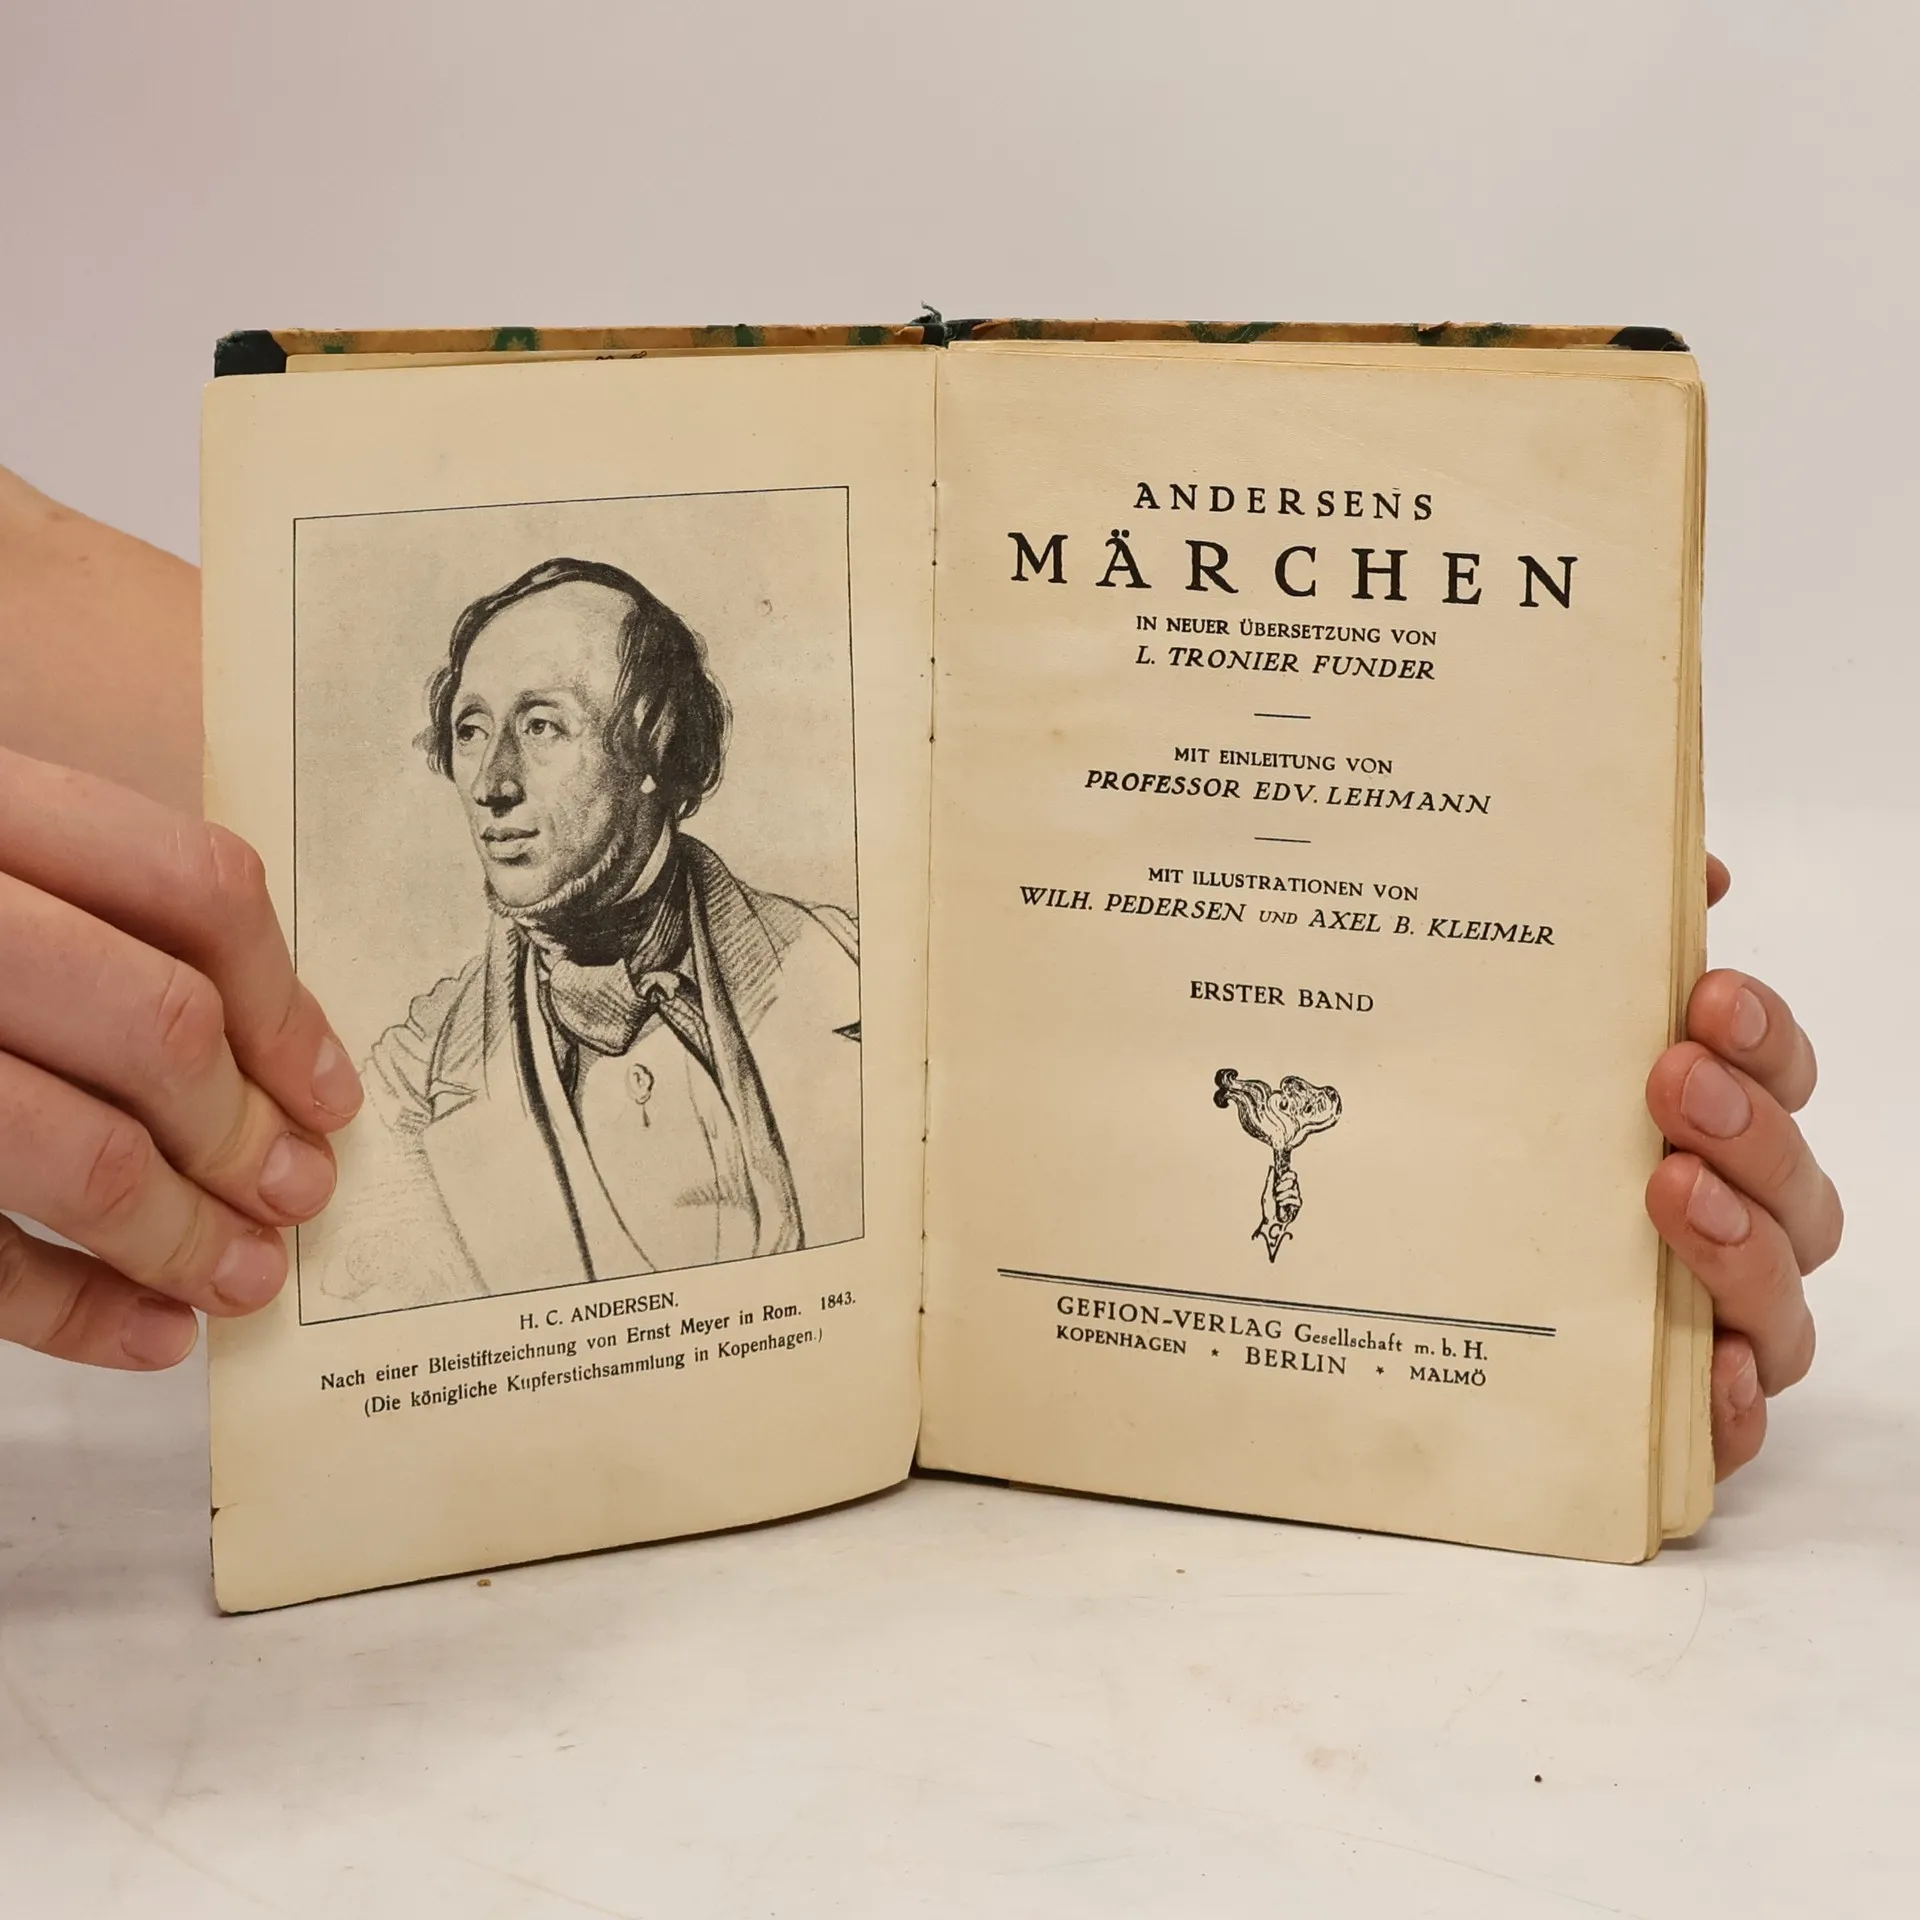 H. C. ANDERSEN.
Nach einer Bleistiftzeichnung von Ernst Meyer in Rom. 1843.
(Die königliche Kupferstichsammlung in Kopenhagen.)
ANDERSENS
MÄRCHEN
IN NEUER ÜBERSETZUNG VON
L. TRONIER FUNDER
MIT EINLEITUNG VON
PROFESSOR EDV. LEHMANN
MIT ILLUSTRATIONEN VON
WILH. PEDERSEN UND AXEL B. KLEIMER
ERSTER BAND
GEFION-VERLAG Gesellschaft m. b. H.
KOPENHAGEN * BERLIN * MALMÖ